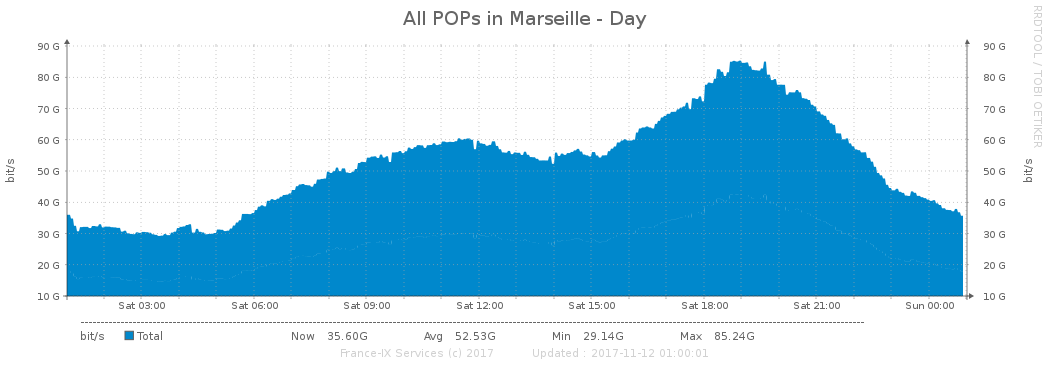 All POPs in Marseille - Day
RRDTOOL / TOBI OETIKER
90 G 90 G
80 G 80 G
70 G 70 G
60 G 60 G
50 G 50 G
40 G 40 G
30 G 30 G
20 G 20 G
10 G 10 G
bit/s bit/s
Sat 03:00 Sat 06:00 Sat 09:00 Sat 12:00 Sat 15:00 Sat 18:00 Sat 21:00 Sun 00:00
bit/s Total Now 35.60G Avg 52.53G Min 29.14G Max 85.24G
France-IX Services (c) 2017 Updated : 2017-11-12 01:00:01